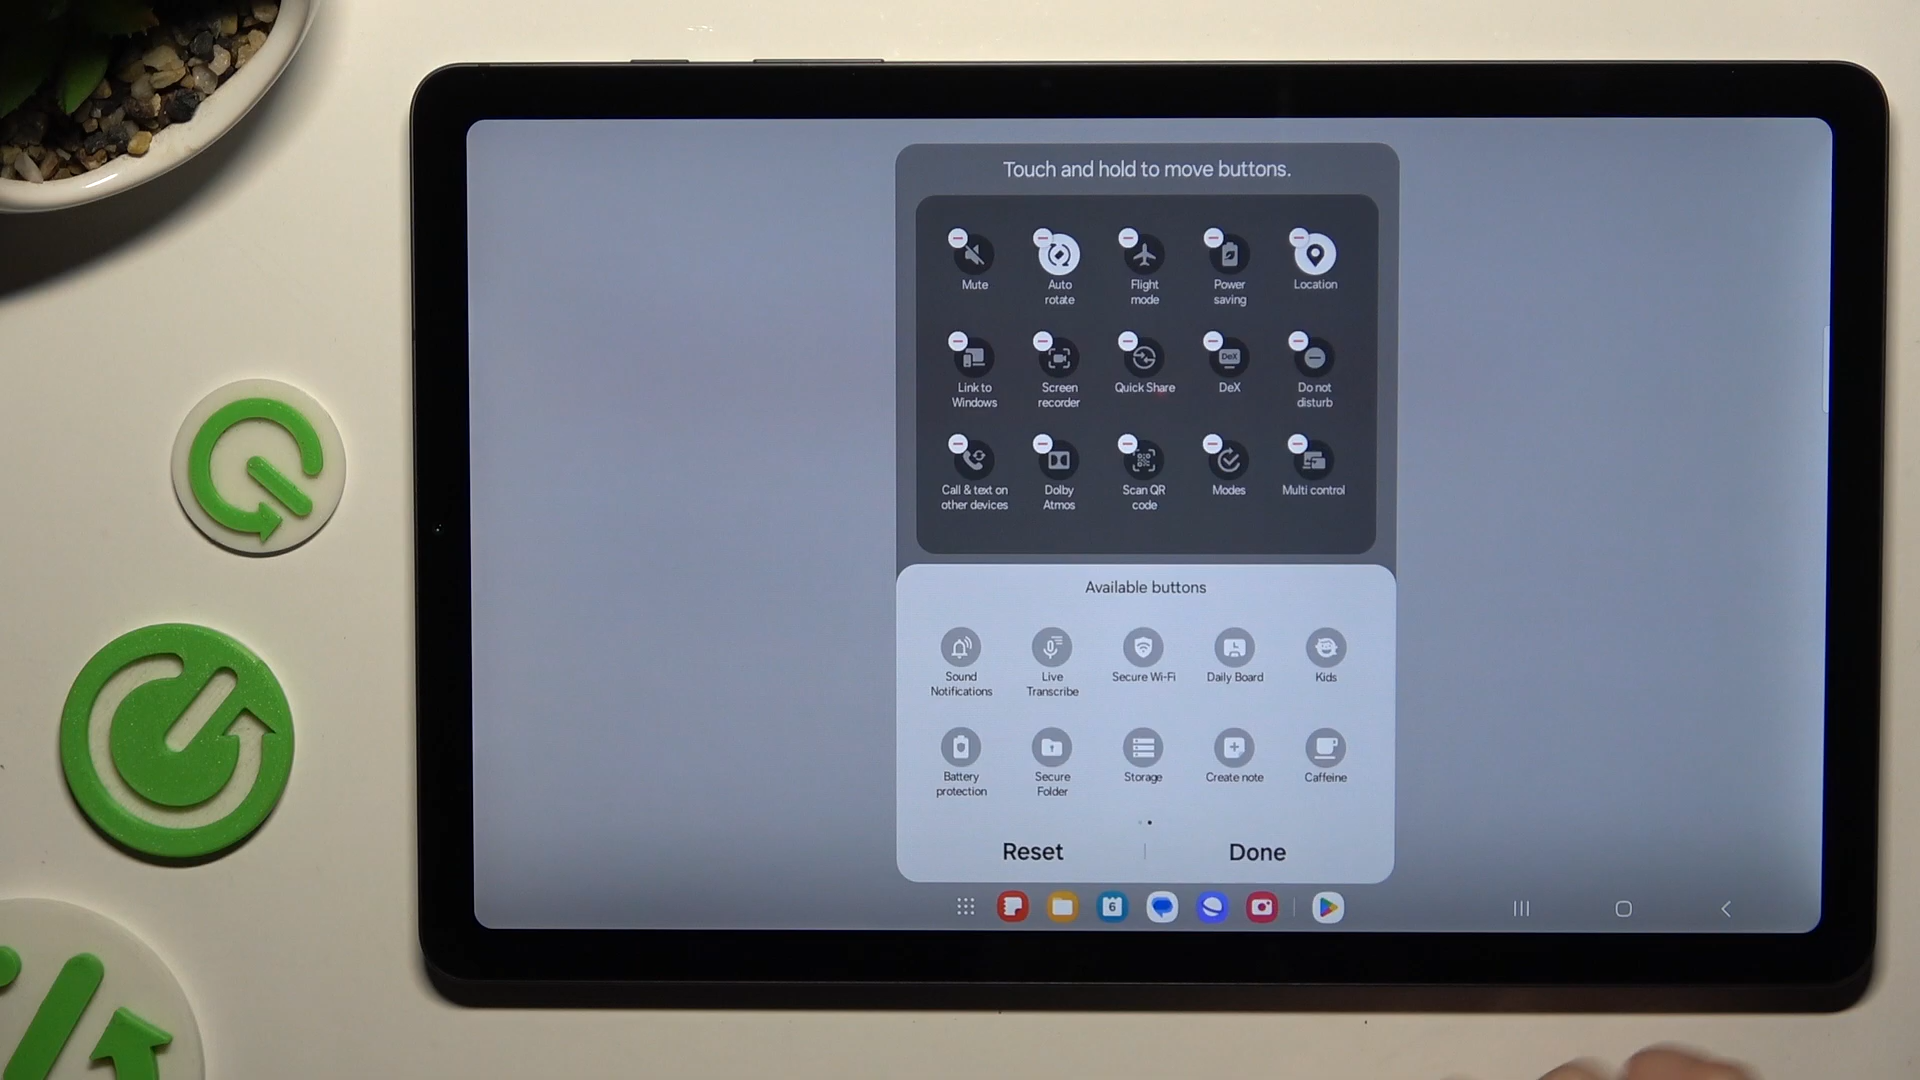 Touch and hold to move buttons.
Mute
Auto
rotate
Flight
mode
Power
saving
Location
Link to
Windows
Screen
recorder
Quick Share
DeX
DeX
Do not
disturb
Call & text on
other devices
Dolby
Atmos
Scan QR
code
Modes
Multi control
Available buttons
Sound
Notifications
Live
Transcribe
Secure Wi-Fi
Daily Board
Kids
Battery
protection
Secure
Folder
Storage
Create note
Caffeine
Reset
Done
6